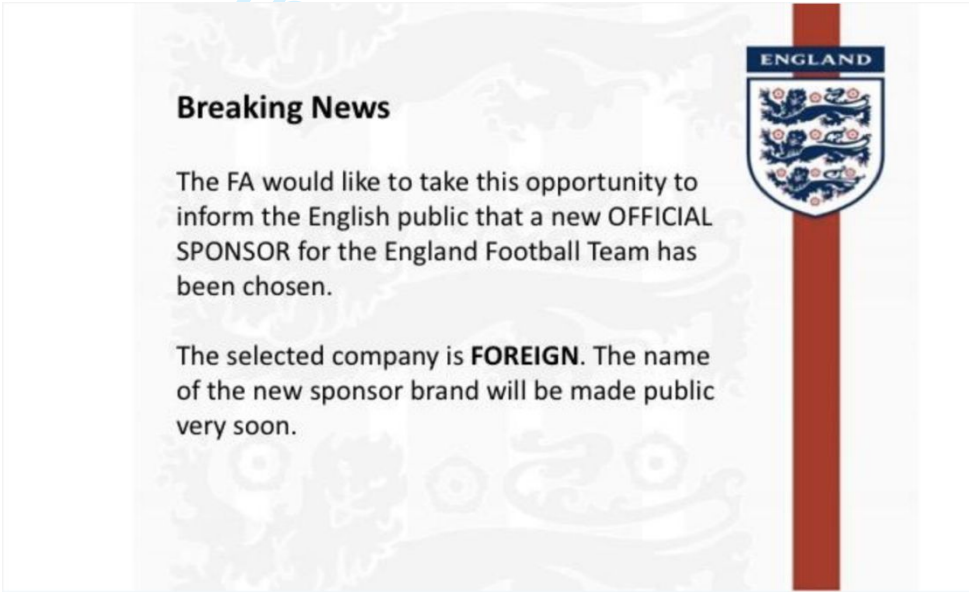 ENGLAND
Breaking News
The FA would like to take this opportunity to
inform the English public that a new OFFICIAL
SPONSOR for the England Football Team has
been chosen.
The selected company is FOREIGN. The name
of the new sponsor brand will be made public
very soon.